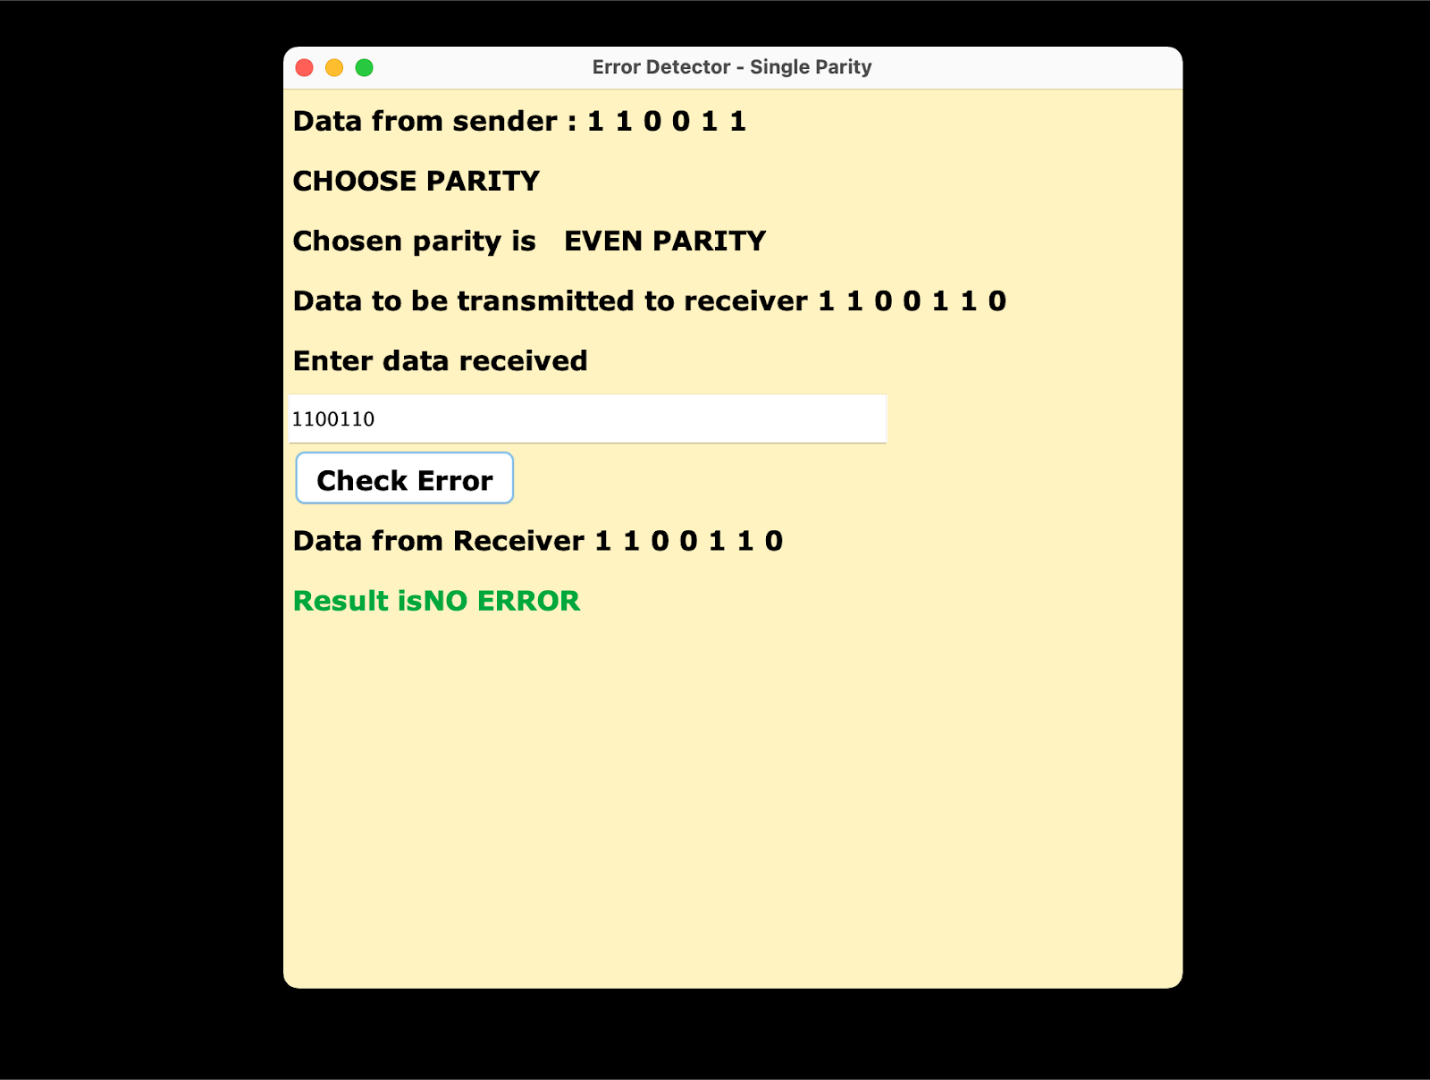 Error Detector - Single Parity
Data from sender : 1 1 0 0 1 1
CHOOSE PARITY
Chosen parity is   EVEN PARITY
Data to be transmitted to receiver 1 1 0 0 1 1 0
Enter data received
1100110
Check Error
Data from Receiver 1 1 0 0 1 1 0
Result isNO ERROR